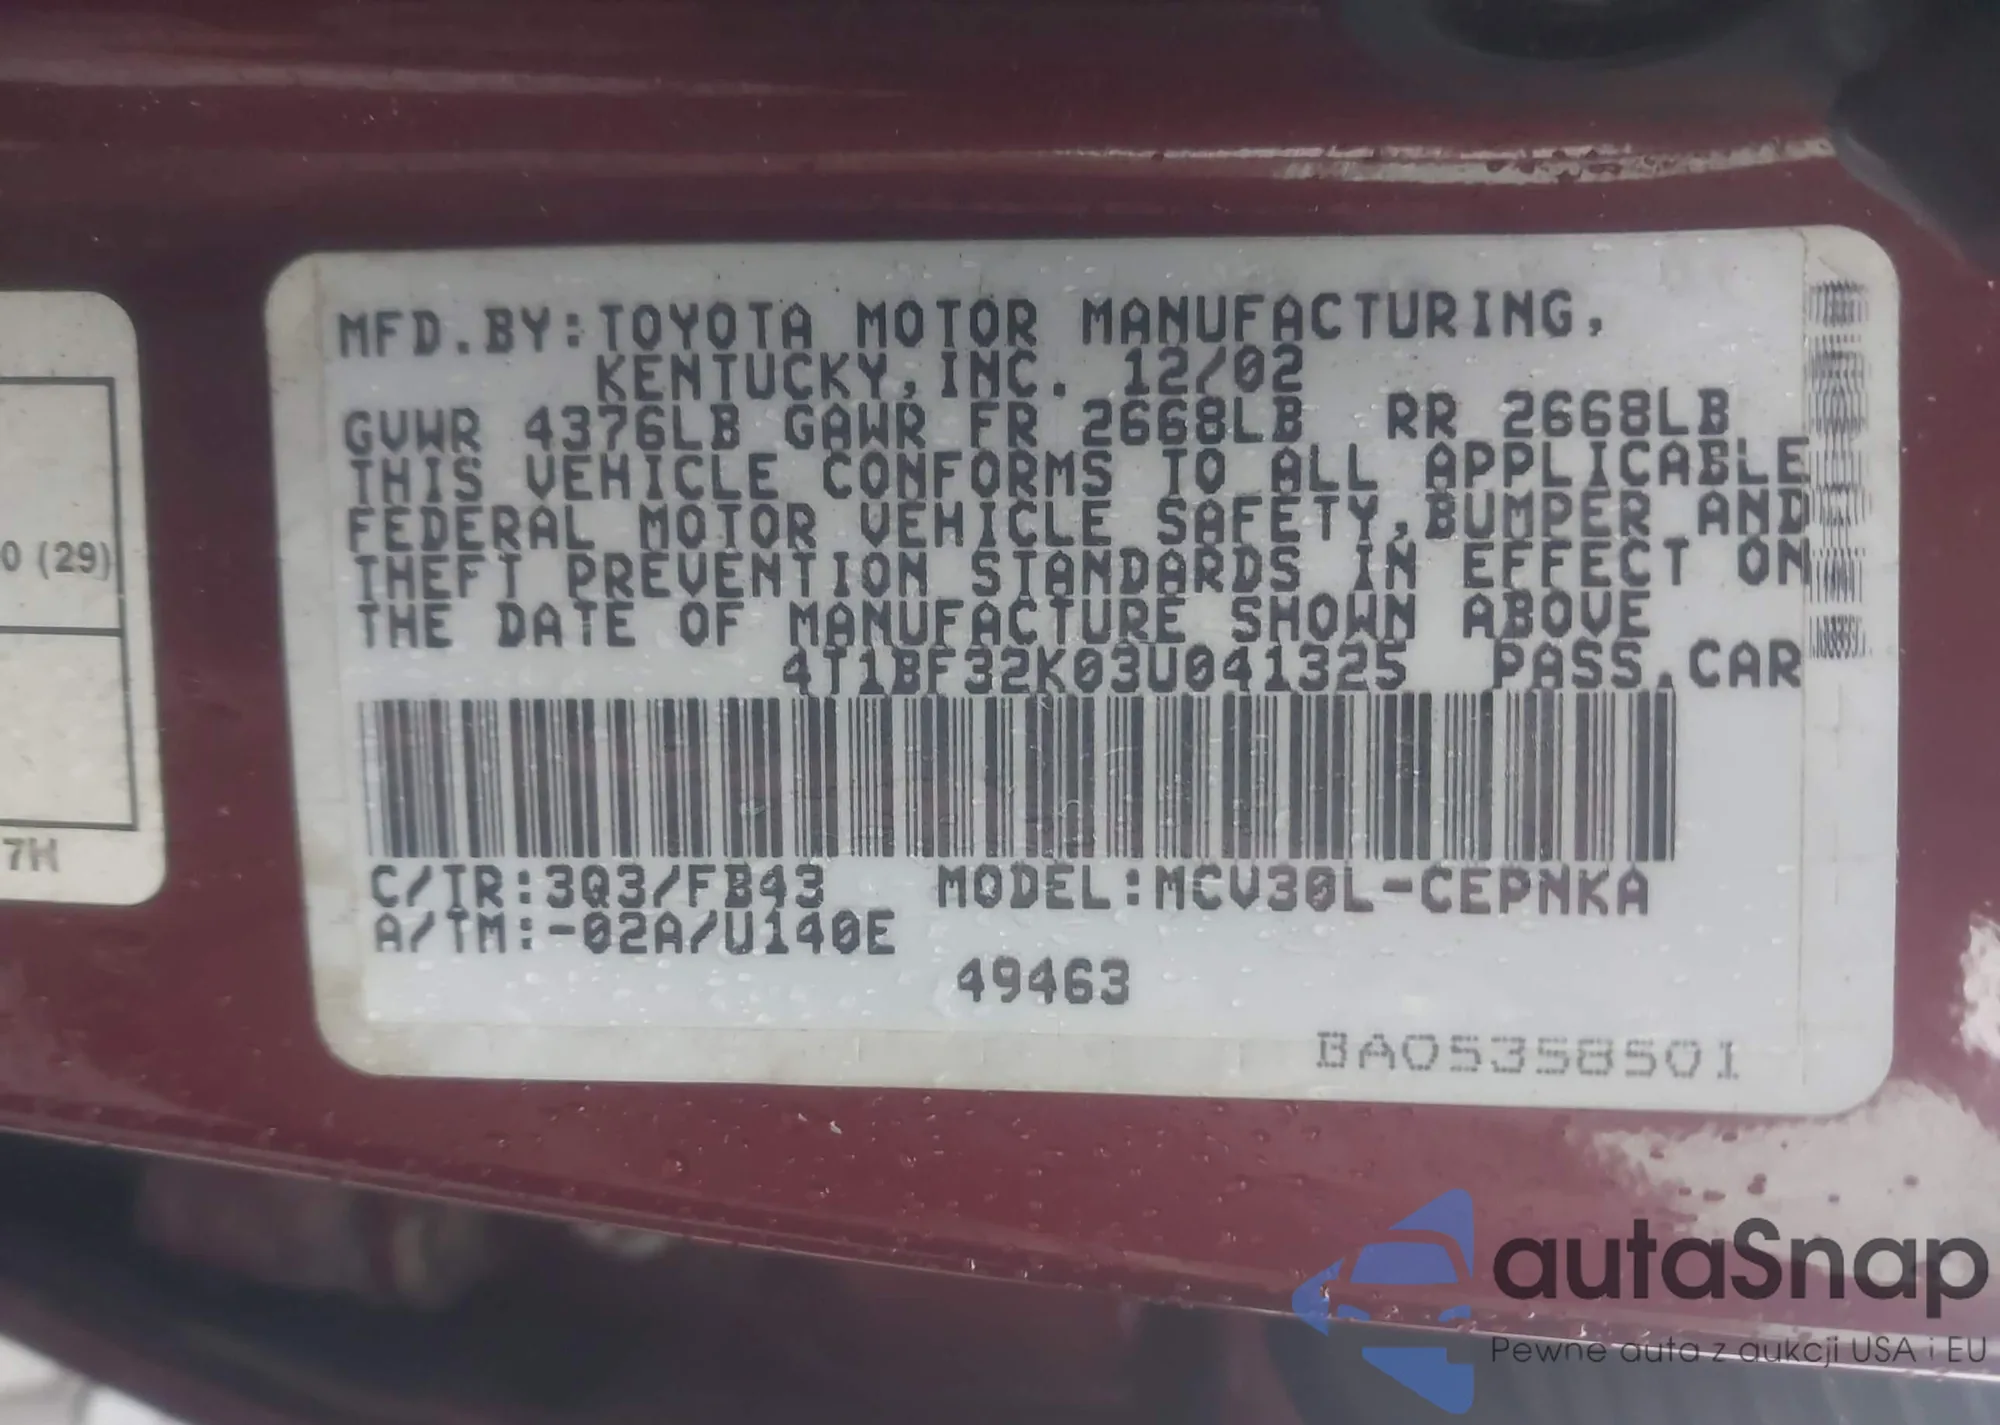 MFD.BY:TOYOTA MOTOR MANUFACTURING,
KENTUCKY,INC. 12/02
GVWR 4376LB GAWR FR 2668LB RR 2668LB
THIS VEHICLE CONFORMS TO ALL APPLICABLE
FEDERAL MOTOR VEHICLE SAFETY,BUMPER AND
THEFT PREVENTION STANDARDS IN EFFECT ON
THE DATE OF MANUFACTURE SHOWN ABOVE
4T1BF32K03U041325 PASS.CAR
C/TR:3Q3/FB43 MODEL:MCV30L-CEPNKA
A/TM:-02A/U140E
49463
BA05358501
0 (29)
7H
autaSnap
Pewne auta z aukcji USA i EU